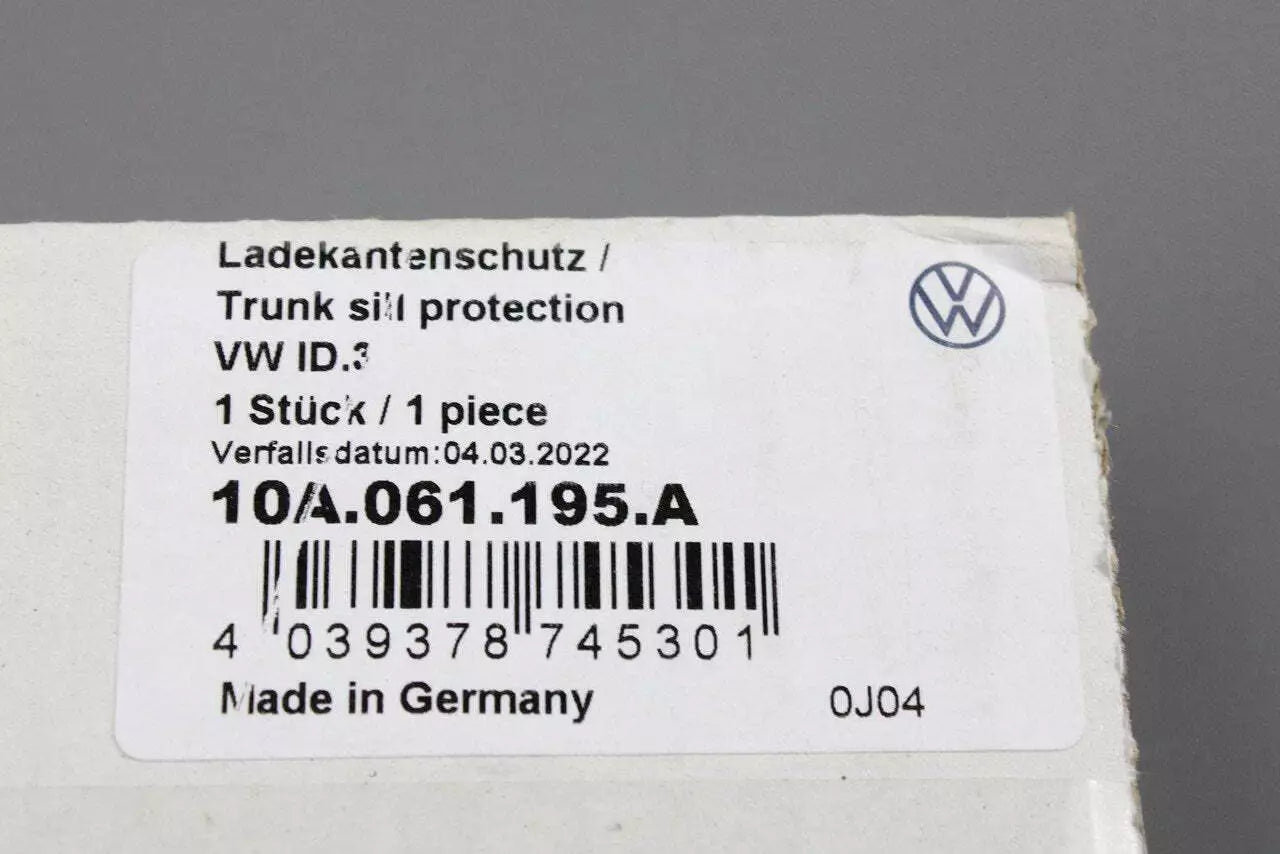 Ladekantenschutz /
Trunk sill protection
VW ID.3
1 Stück / 1 piece
Verfallsdatum:04.03.2022
10A.061.195.A
4 039378 745301
Made in Germany 0J04